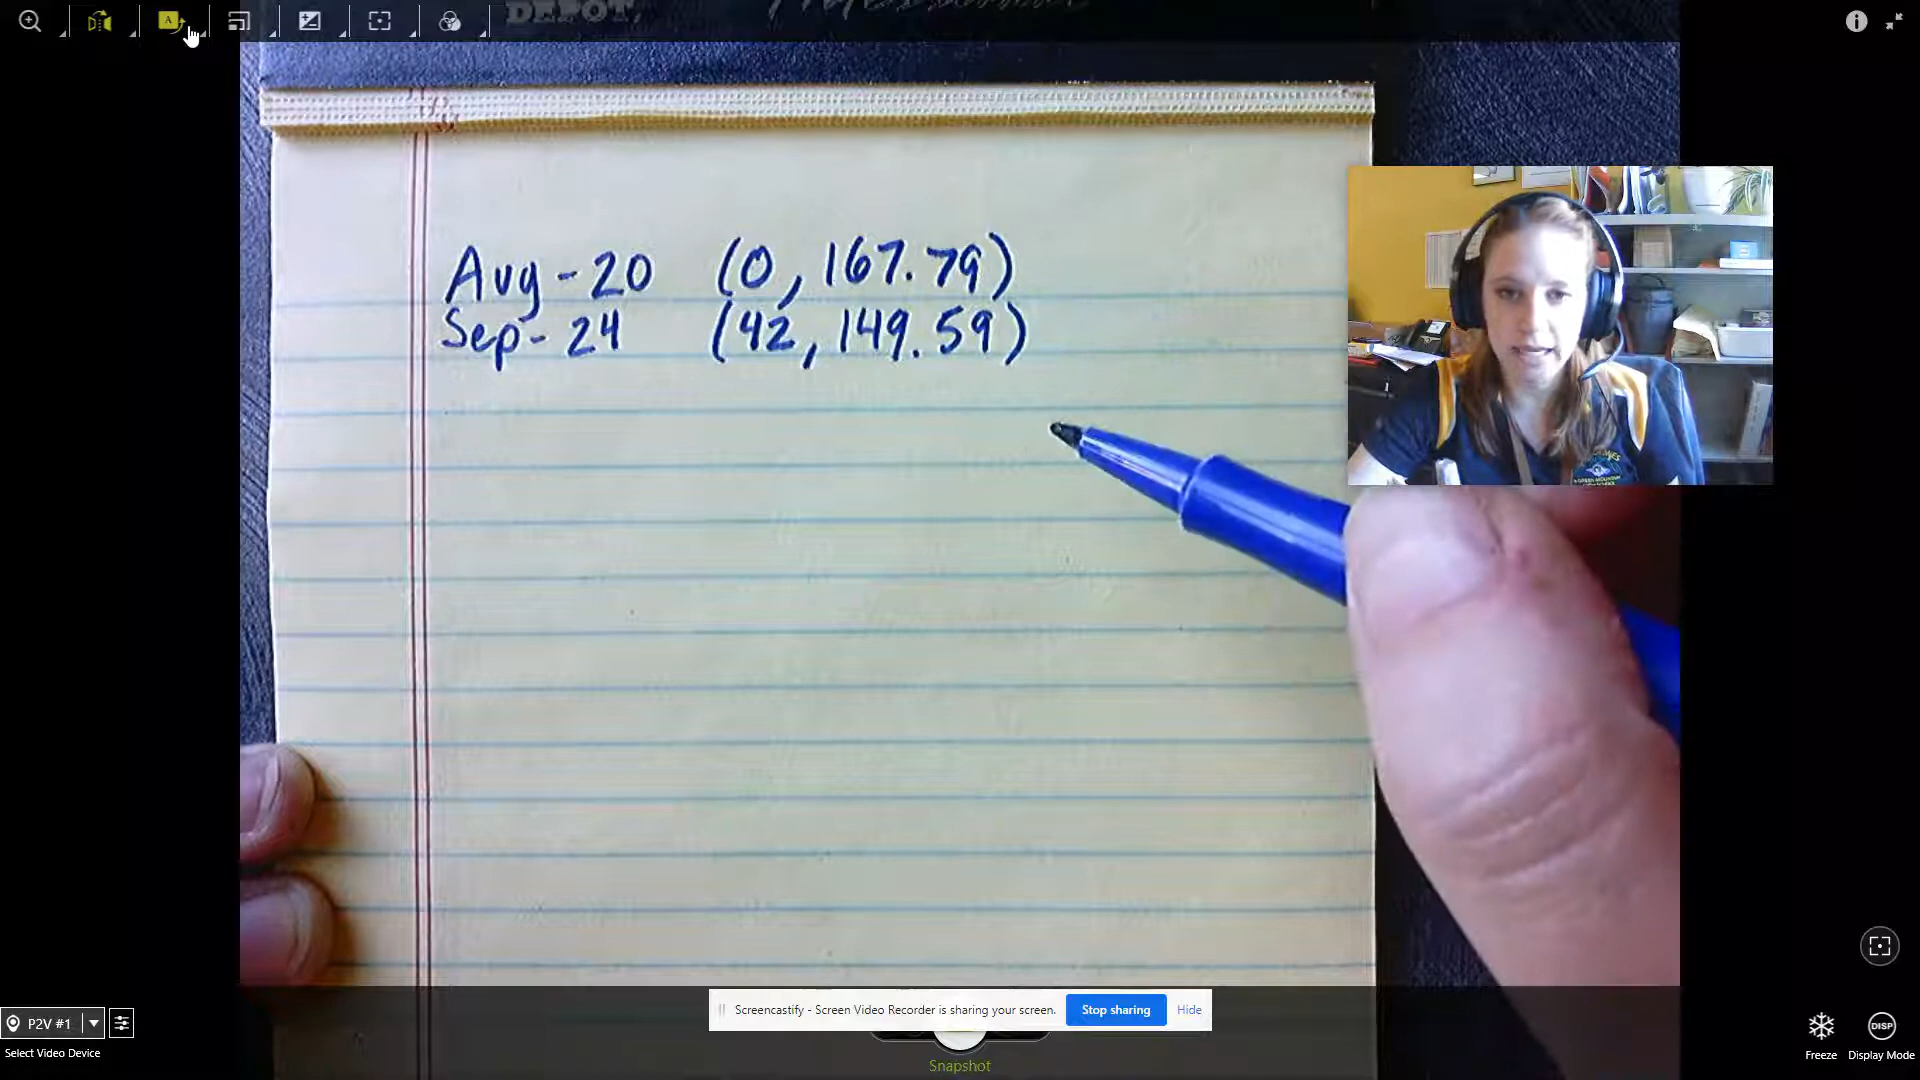 DEPOT,
Aug-20 (0, 167.79)
Sep-24 (42, 149.59)
Screencastify - Screen Video Recorder is sharing your screen.
Stop sharing
Hide
P2V #1
Select Video Device
Snapshot
Freeze
DISP
Display Mode